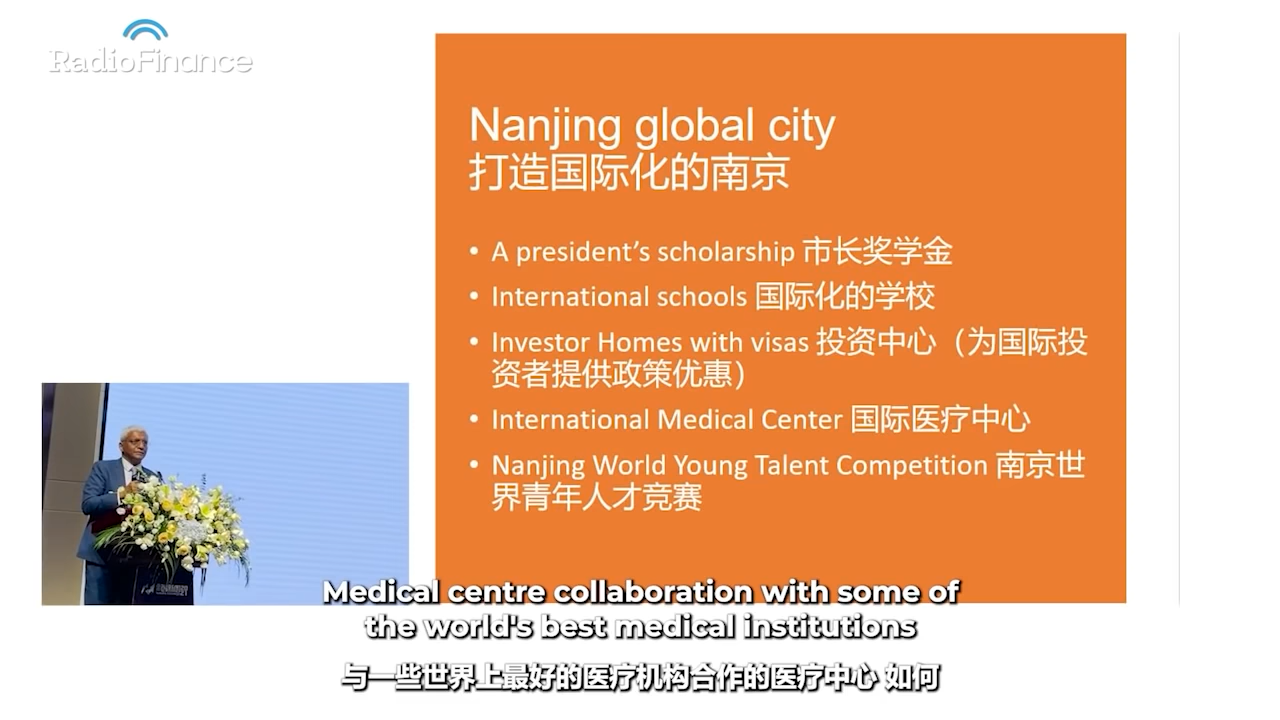 RadioFinance
Nanjing global city
打造国际化的南京
• A president's scholarship 市长奖学金
• International schools 国际化的学校
• Investor Homes with visas 投资中心（为国际投
资者提供政策优惠）
• International Medical Center 国际医疗中心
• Nanjing World Young Talent Competition 南京世
界青年人才竞赛
Medical centre collaboration with some of
the world's best medical institutions
与一些世界上最好的医疗机构合作的医疗中心 如何